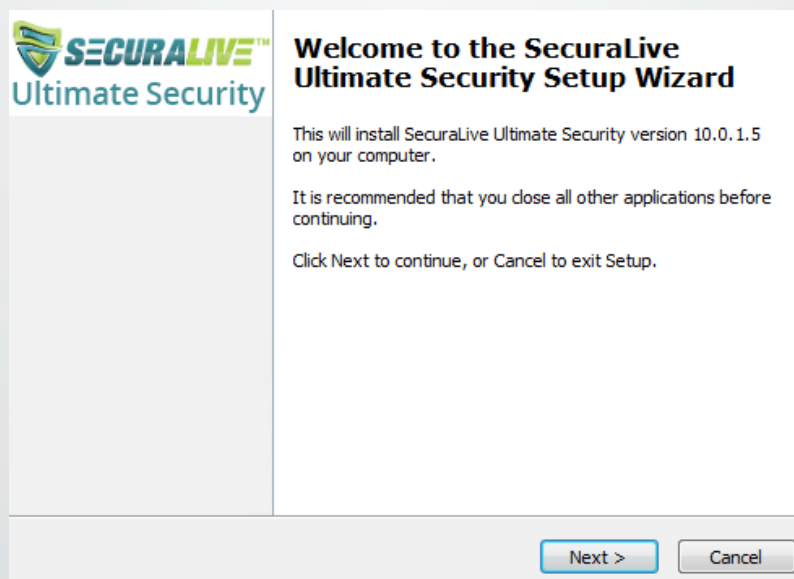 SECURALIVE™
Ultimate Security
Welcome to the SecuraLive
Ultimate Security Setup Wizard
This will install SecuraLive Ultimate Security version 10.0.1.5
on your computer.
It is recommended that you close all other applications before
continuing.
Click Next to continue, or Cancel to exit Setup.
Next >
Cancel